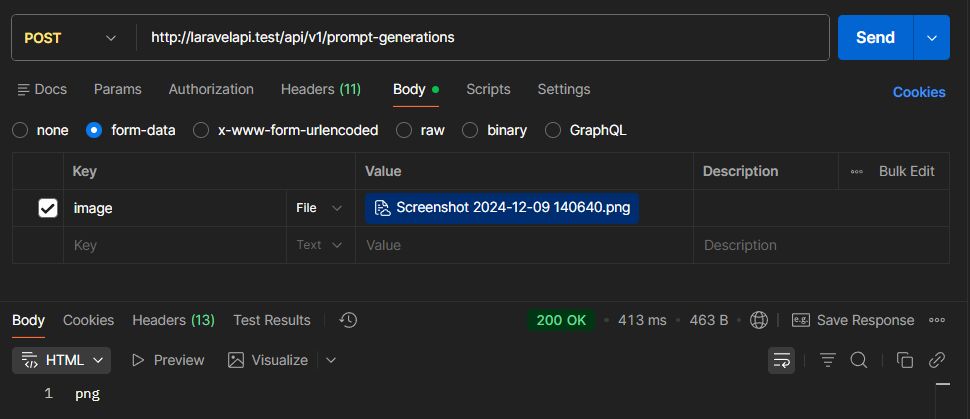 POST http://laravelapi.test/api/v1/prompt-generations Send
Docs Params Authorization Headers (11) Body Scripts Settings Cookies
none form-data x-www-form-urlencoded raw binary GraphQL
Key Value Description Bulk Edit
image File Screenshot 2024-12-09 140640.png
Key Text Value Description
Body Cookies Headers (13) Test Results 200 OK 413 ms 463 B e.g. Save Response
HTML Preview Visualize
1 png